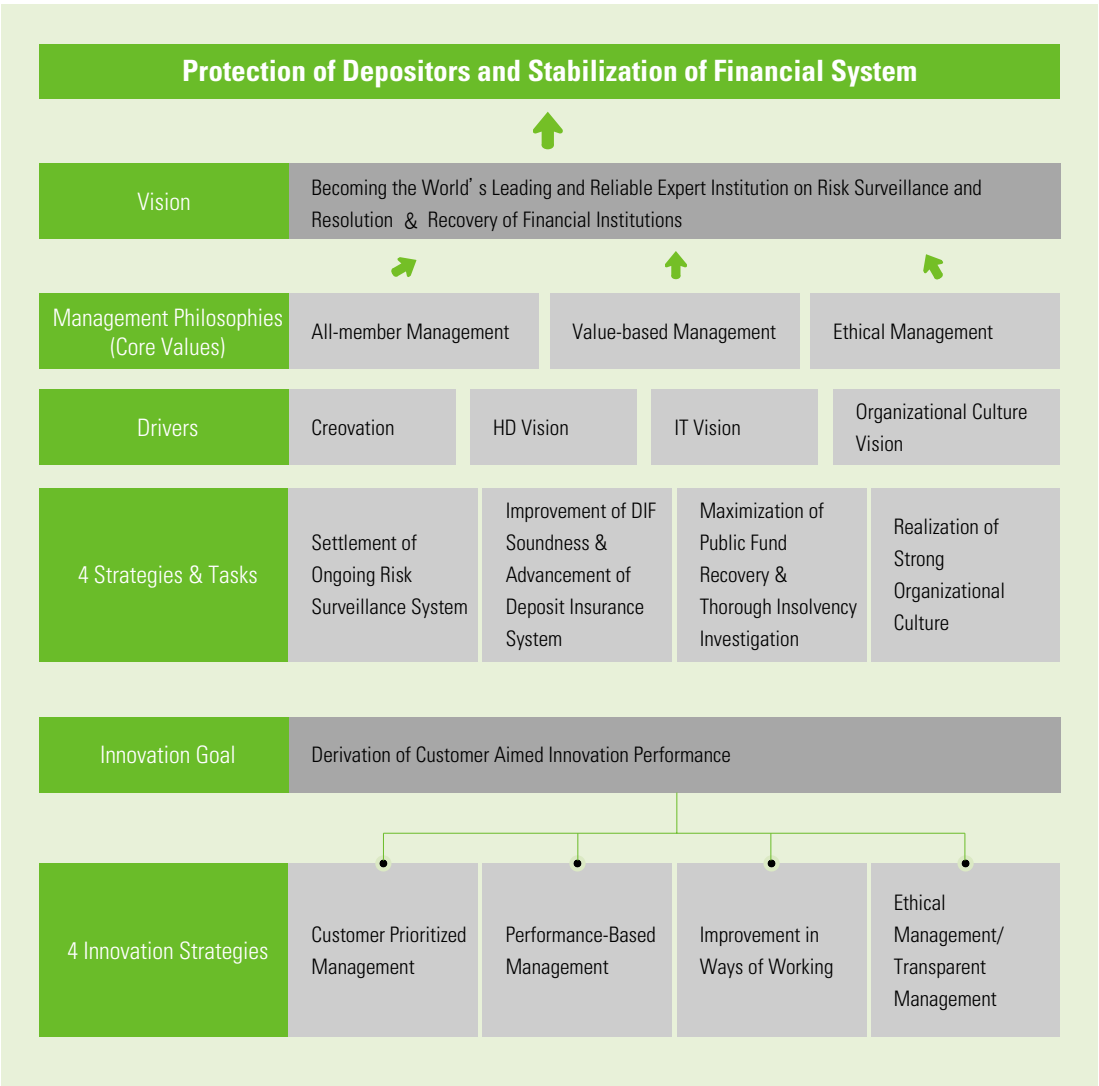 Protection of Depositors and Stabilization of Financial System
Vision
Becoming the World's Leading and Reliable Expert Institution on Risk Surveillance and
Resolution & Recovery of Financial Institutions
Management Philosophies
(Core Values)
All-member Management
Value-based Management
Ethical Management
Drivers
Creovation
HD Vision
IT Vision
Organizational Culture
Vision
4 Strategies & Tasks
Settlement of
Ongoing Risk
Surveillance System
Improvement of DIF
Soundness &
Advancement of
Deposit Insurance
System
Maximization of
Public Fund
Recovery &
Thorough Insolvency
Investigation
Realization of
Strong
Organizational
Culture
Innovation Goal
Derivation of Customer Aimed Innovation Performance
4 Innovation Strategies
Customer Prioritized
Management
Performance-Based
Management
Improvement in
Ways of Working
Ethical
Management/
Transparent
Management